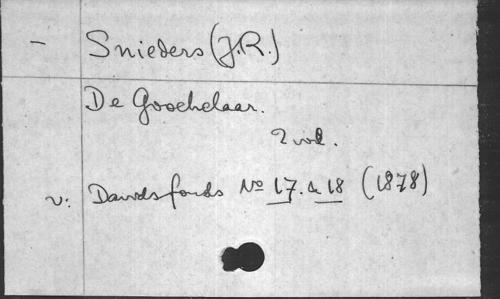 - Snieders (J.R.)
De Goochelaar.
2 vol.
v: Davidsfonds No 17. & 18 (1878)